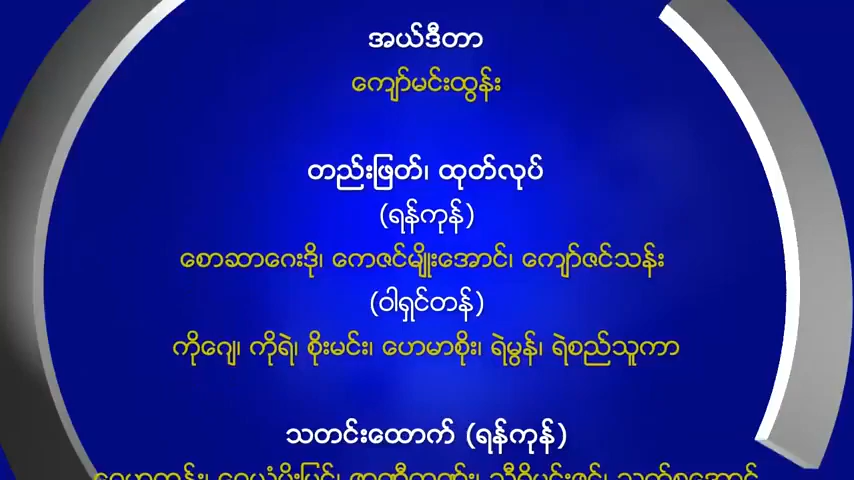 အယ်ဒီတာ
ကျော်မင်းထွန်း
တည်းဖြတ်၊ ထုတ်လုပ်
(ရန်ကုန်)
စောဆာဂေးဒို၊ ကေဇင်မျိုးအောင်၊ ကျော်ဇင်သန်း
(ဝါရှင်တန်)
ကိုဂျေ၊ ကိုရဲ၊ စိုးမင်း၊ ဟေမာစိုး၊ ရဲမွန်၊ ရဲစည်သူကာ
သတင်းထောက် (ရန်ကုန်)